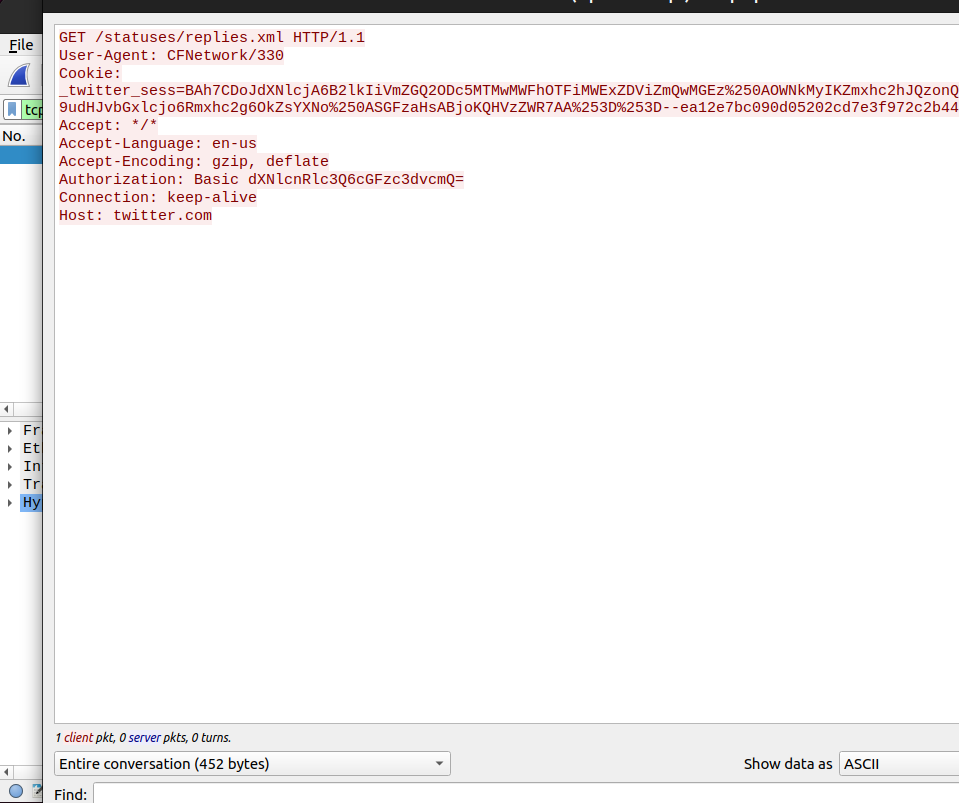 File
tcp
No.
GET /statuses/replies.xml HTTP/1.1
User-Agent: CFNetwork/330
Cookie:
_twitter_sess=BAh7CDoJdXNlcjA6B2lkIiVmZGQ2ODc5MTMwMWFhOTFiMWExZDViZmQwMGEz%250AOWNkMyIKZmxhc2hJQzonQ
9udHJvbGxlcjo6Rmxhc2g6OkZsYXNo%250ASGFzaHsABjoKQHVzZWR7AA%253D%253D--ea12e7bc090d05202cd7e3f972c2b44
Accept: */*
Accept-Language: en-us
Accept-Encoding: gzip, deflate
Authorization: Basic dXNlcnRlc3Q6cGFzc3dvcmQ=
Connection: keep-alive
Host: twitter.com
Fr
Et
In
Tr
Hy
1 client pkt, 0 server pkts, 0 turns.
Entire conversation (452 bytes)
Show data as ASCII
Find: